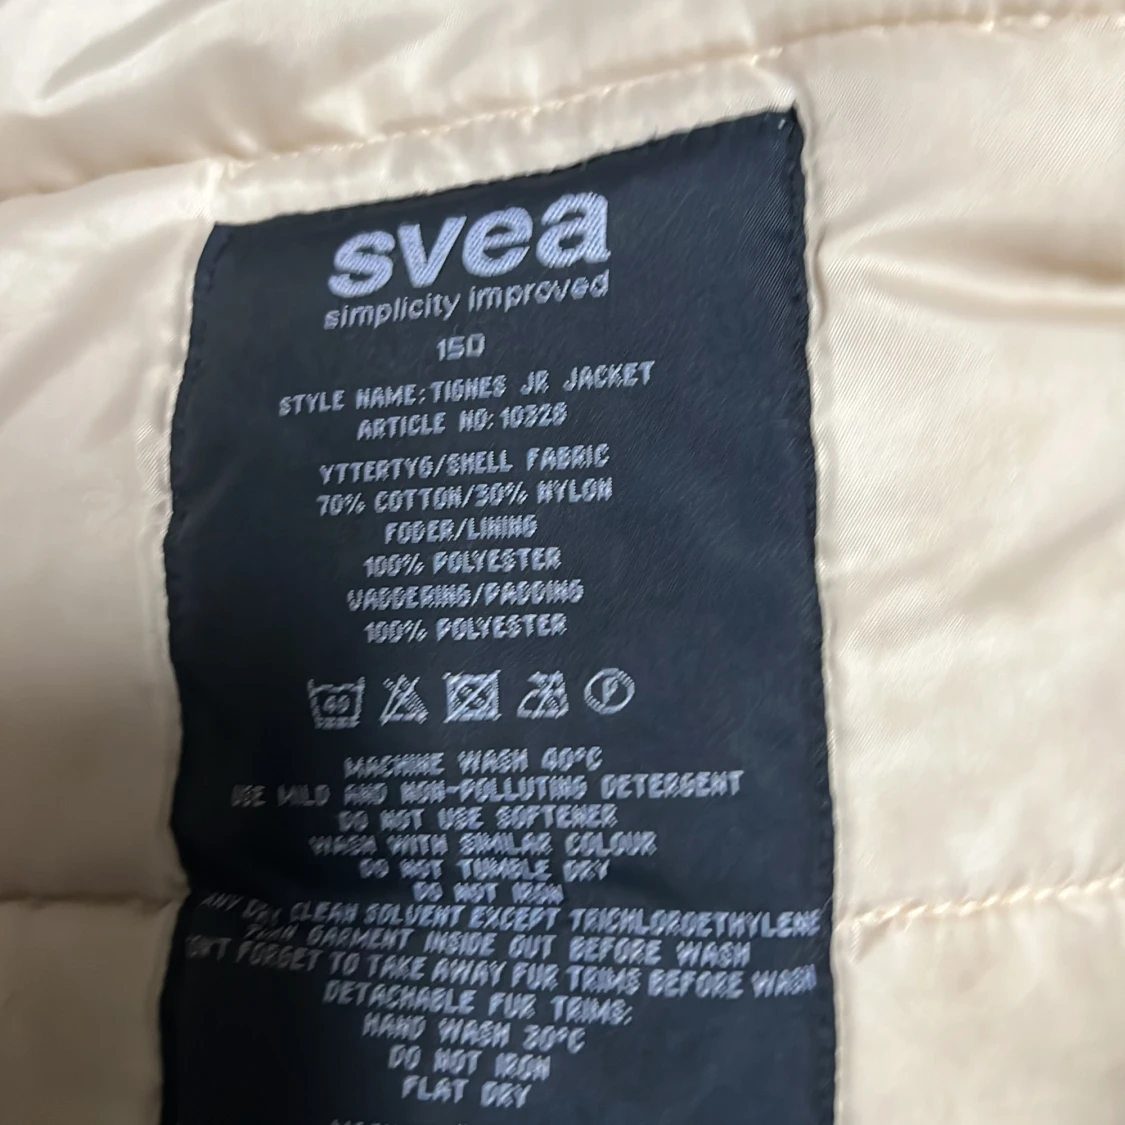 svea
simplicity improved
150
STYLE NAME: TIGNES JR JACKET
ARTICLE NO: 10328
YTTERTYG/SHELL FABRIC
70% COTTON/30% NYLON
FODER/LINING
100% POLYESTER
VADDERING/PADDING
100% POLYESTER
40
MACHINE WASH 40°C
USE MILD AND NON-POLLUTING DETERGENT
DO NOT USE SOFTENER
WASH WITH SIMILAR COLOUR
DO NOT TUMBLE DRY
DO NOT IRON
ANY DRY CLEAN SOLVENT EXCEPT TRICHLOROETHYLENE
TURN GARMENT INSIDE OUT BEFORE WASH
FORGET TO TAKE AWAY FUR TRIMS BEFORE WASH
DETACHABLE FUR TRIMS:
HAND WASH 30°C
DO NOT IRON
FLAT DRY